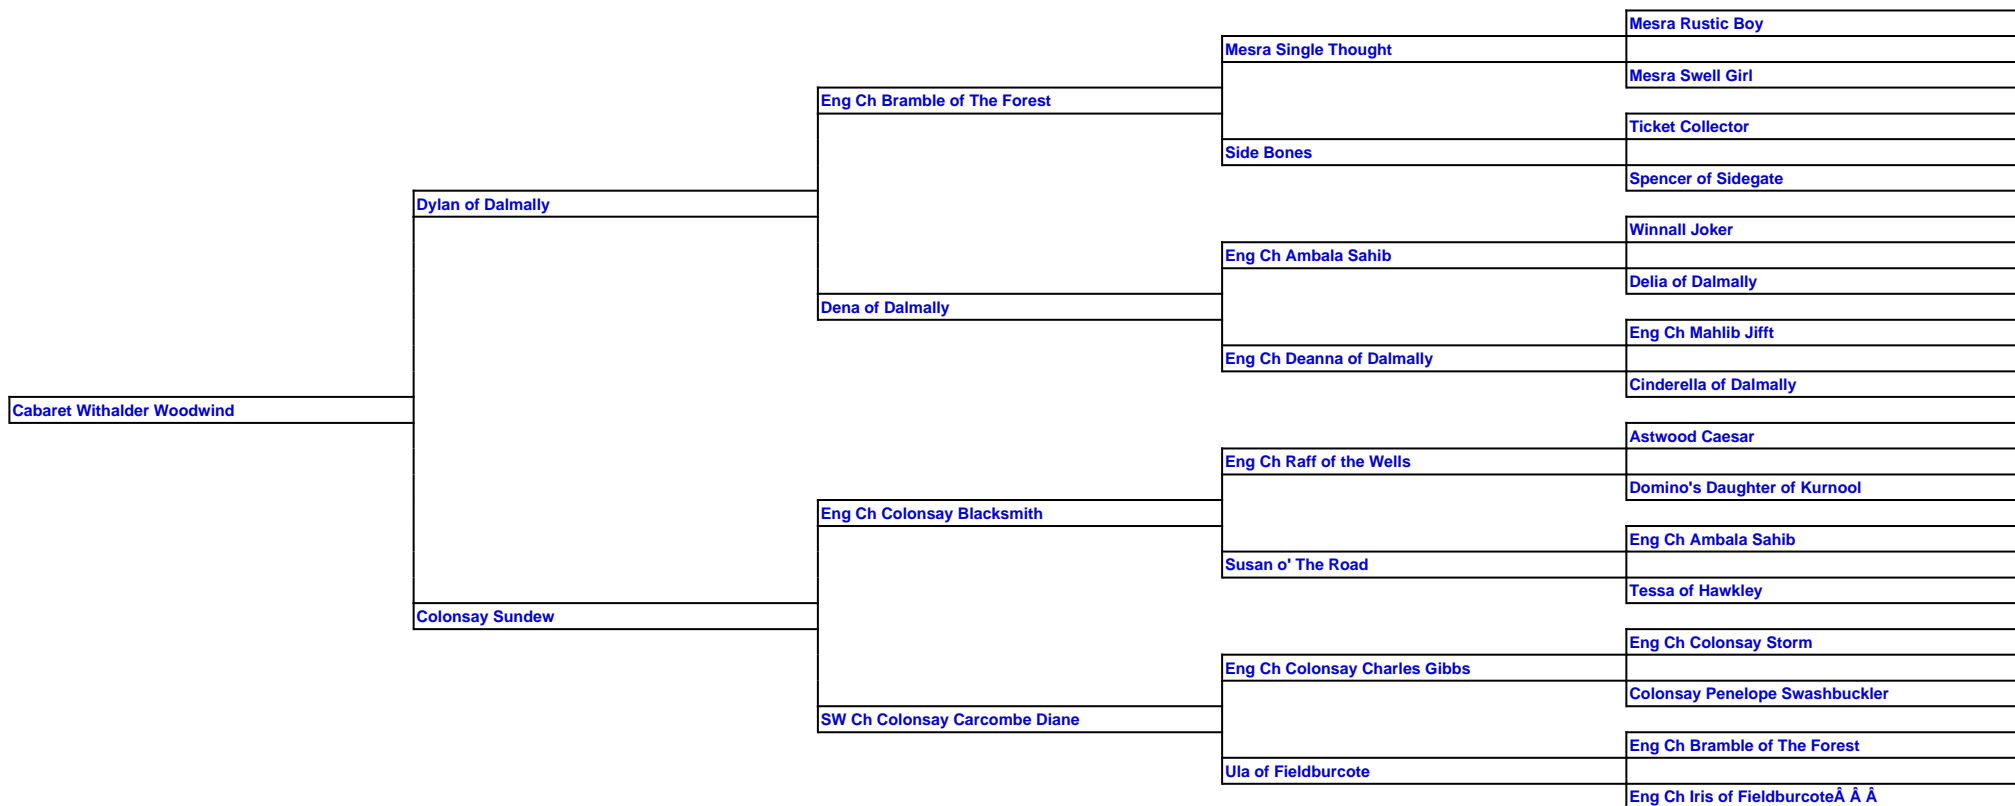 Mesra Rustic Boy
Mesra Single Thought
Mesra Swell Girl
Eng Ch Bramble of The Forest
Ticket Collector
Side Bones
Spencer of Sidegate
Dylan of Dalmally
Winnall Joker
Eng Ch Ambala Sahib
Delia of Dalmally
Dena of Dalmally
Eng Ch Mahlib Jifft
Eng Ch Deanna of Dalmally
Cinderella of Dalmally
Cabaret Withalder Woodwind
Astwood Caesar
Eng Ch Raff of the Wells
Domino's Daughter of Kurnool
Eng Ch Colonsay Blacksmith
Eng Ch Ambala Sahib
Susan o' The Road
Tessa of Hawkley
Colonsay Sundew
Eng Ch Colonsay Storm
Eng Ch Colonsay Charles Gibbs
Colonsay Penelope Swashbuckler
SW Ch Colonsay Carcombe Diane
Eng Ch Bramble of The Forest
Ula of Fieldburcote
Eng Ch Iris of FieldburcoteÂ Â Â